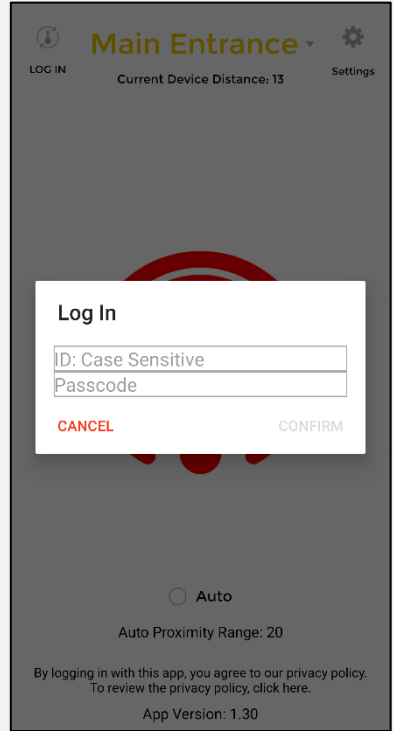 Main Entrance
LOG IN
Settings
Current Device Distance: 13
Log In
ID: Case Sensitive
Passcode
CANCEL
CONFIRM
Auto
Auto Proximity Range: 20
By logging in with this app, you agree to our privacy policy.
To review the privacy policy, click here.
App Version: 1.30